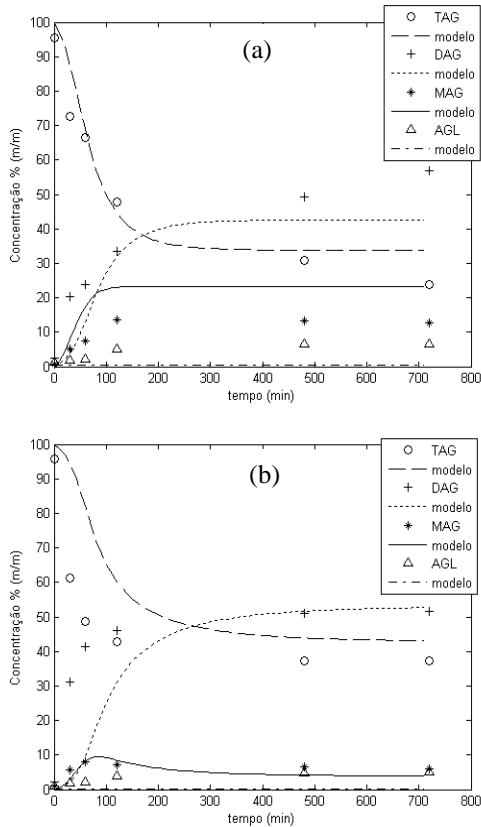 (a)
TAG
modelo
DAG
modelo
MAG
modelo
AGL
modelo
Concentração % (m/m)
100
90
80
70
60
50
40
30
20
10
0
0 100 200 300 400 500 600 700 800
tempo (min)
(b)
TAG
modelo
DAG
modelo
MAG
modelo
AGL
modelo
Concentração % (m/m)
100
90
80
70
60
50
40
30
20
10
0
0 100 200 300 400 500 600 700 800
tempo (min)